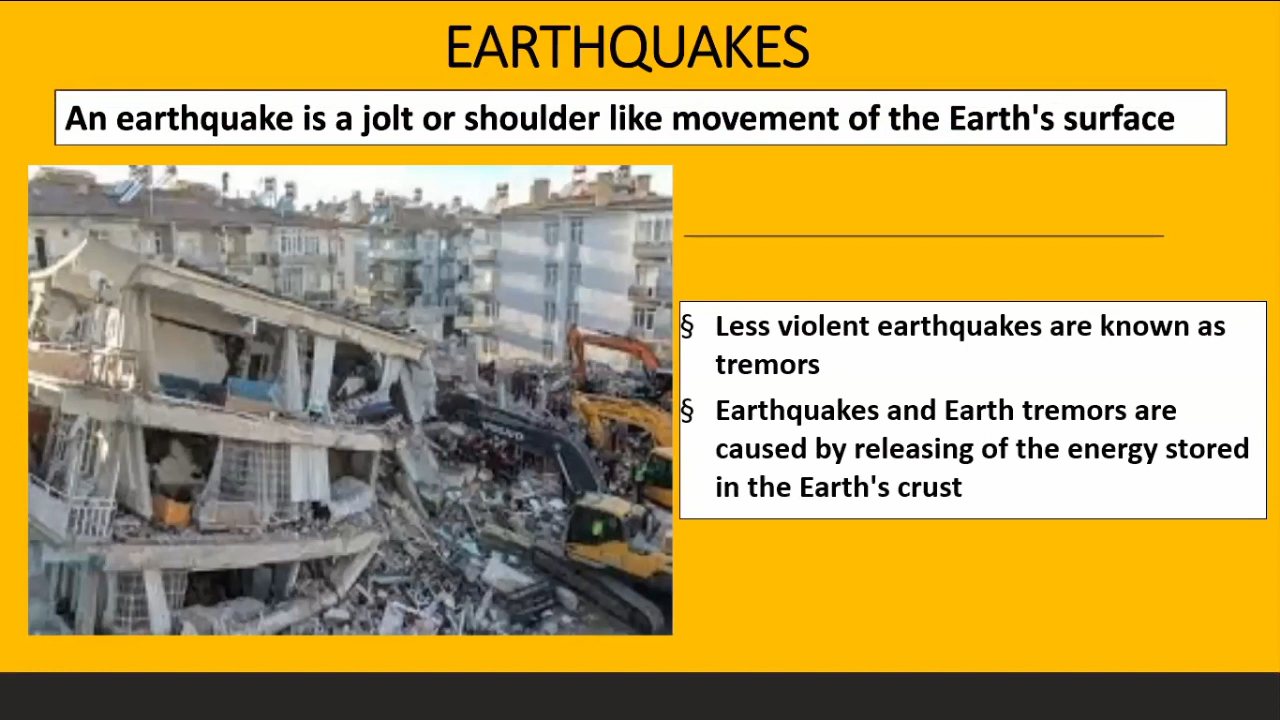 EARTHQUAKES
An earthquake is a jolt or shoulder like movement of the Earth's surface
§ Less violent earthquakes are known as
tremors
§ Earthquakes and Earth tremors are
caused by releasing of the energy stored
in the Earth's crust
VOLVO